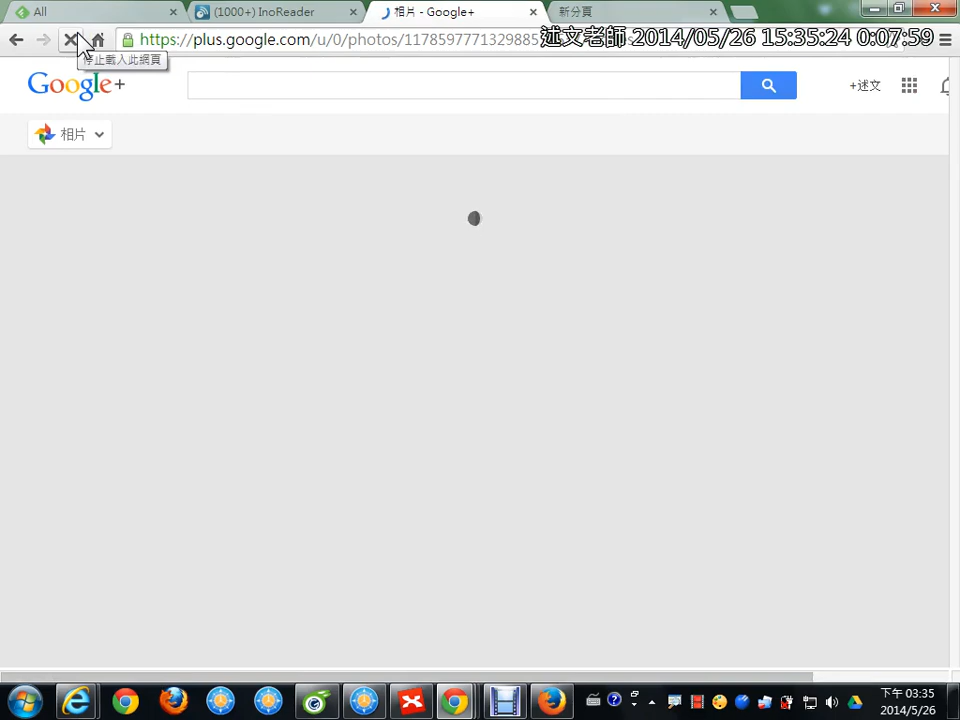 All
(1000+) InoReader
相片 - Google+
新分頁
https://plus.google.com/u/0/photos/1178597771329885
述文老師 2014/05/26 15:35:24 0:07:59
停止載入此網頁
Google+
+述文
相片
下午 03:35
2014/5/26